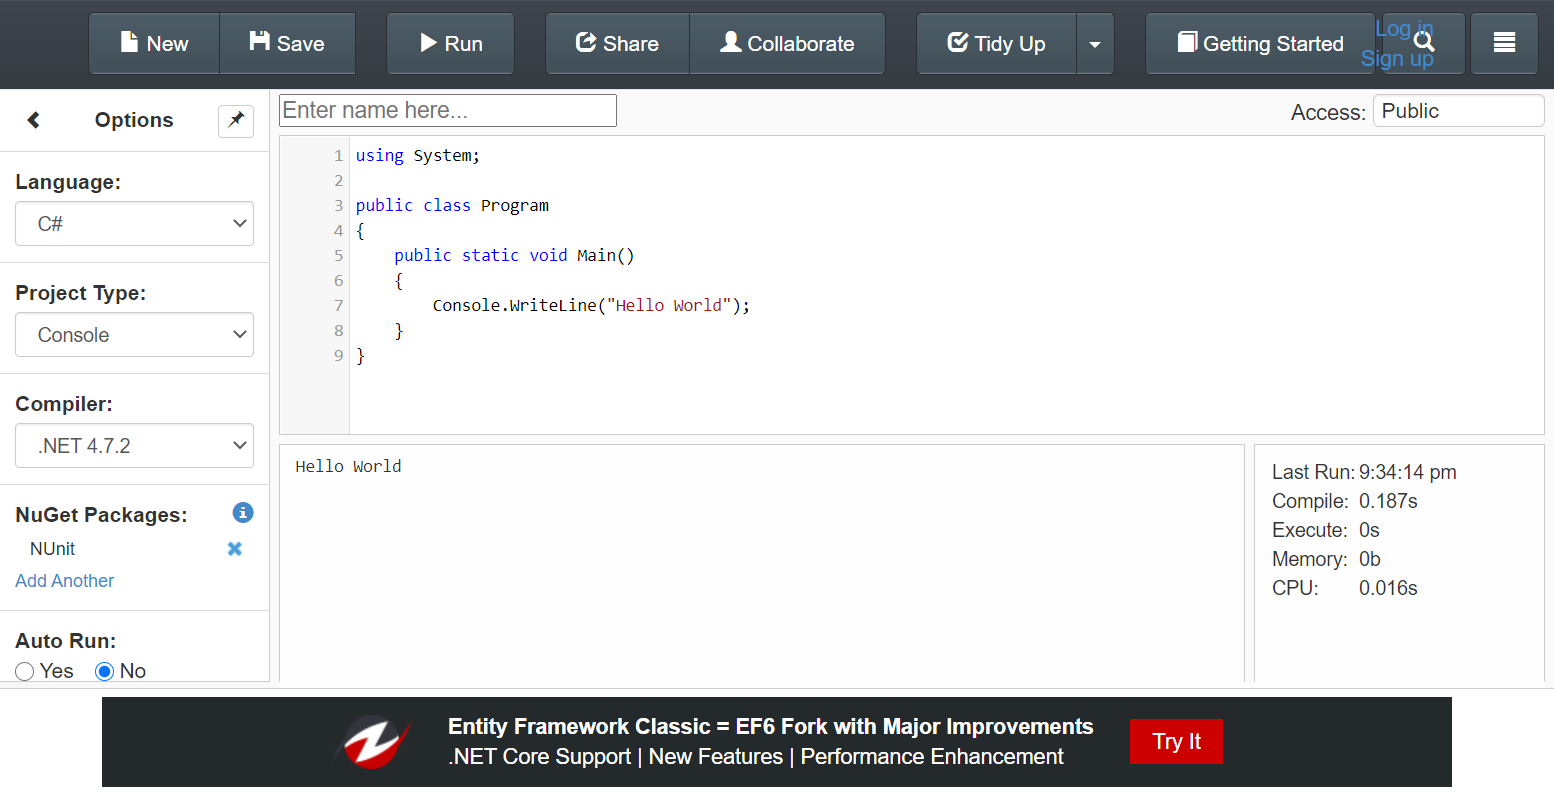 New Save Run Share Collaborate Tidy Up Getting Started Log in
Sign up
Options
Enter name here...
Access: Public
Language:
C#
Project Type:
Console
Compiler:
.NET 4.7.2
NuGet Packages:
NUnit
Add Another
Auto Run:
Yes No
1 using System;
2
3 public class Program
4 {
5 public static void Main()
6 {
7 Console.WriteLine("Hello World");
8 }
9 }
Hello World
Last Run: 9:34:14 pm
Compile: 0.187s
Execute: 0s
Memory: 0b
CPU: 0.016s
Entity Framework Classic = EF6 Fork with Major Improvements
.NET Core Support | New Features | Performance Enhancement
Try It